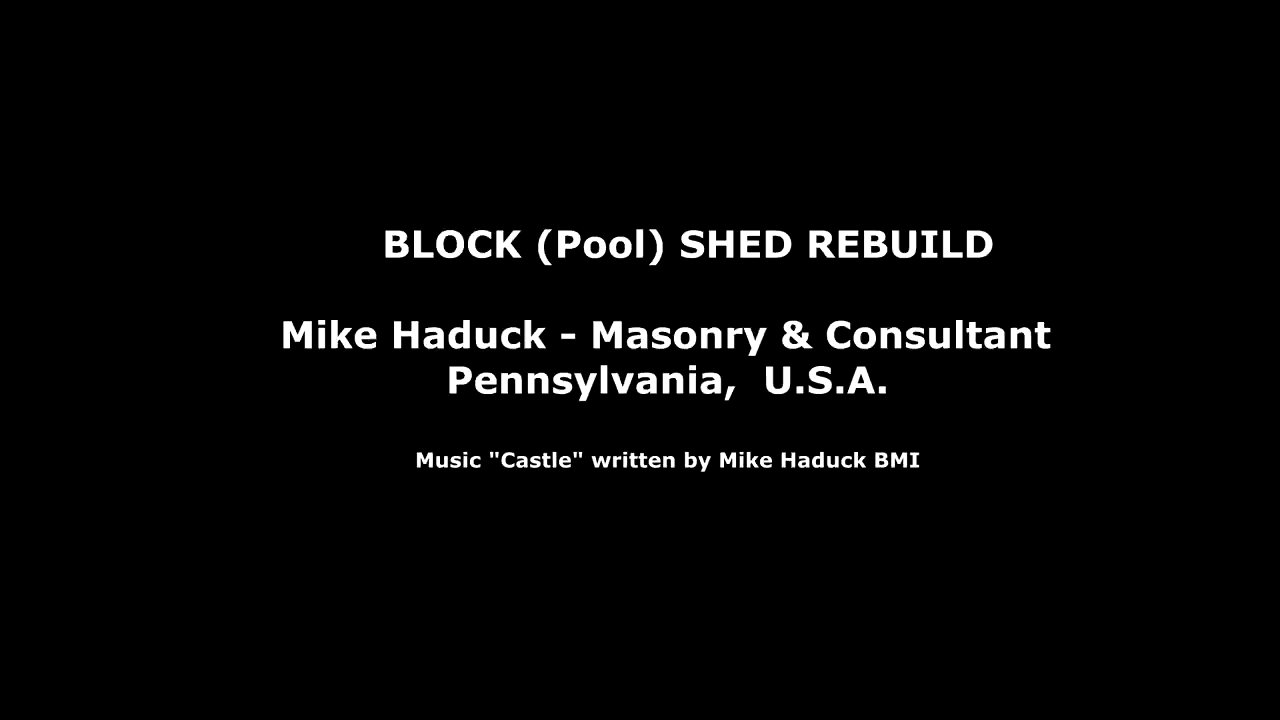 BLOCK (Pool) SHED REBUILD
Mike Haduck - Masonry & Consultant
Pennsylvania, U.S.A.
Music "Castle" written by Mike Haduck BMI